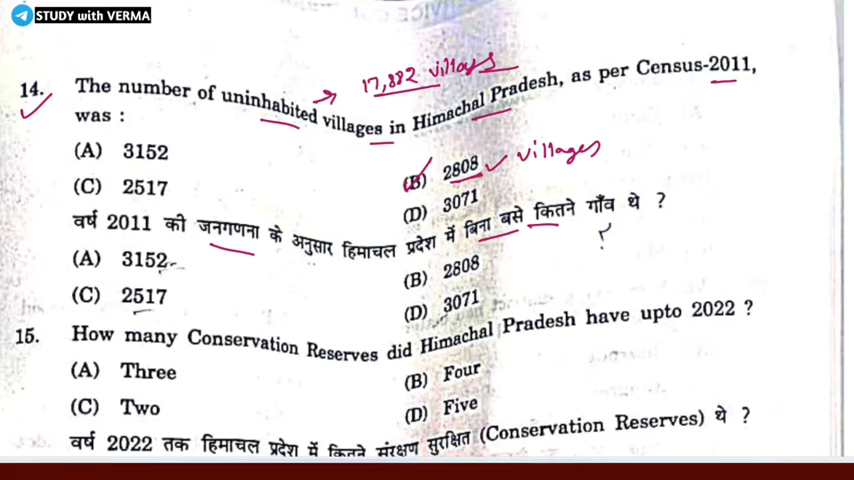 STUDY with VERMA
17,882 villages
14. The number of uninhabited villages in Himachal Pradesh, as per Census-2011,
was :
(A) 3152
(B) 2808 villages
(C) 2517
(D) 3071
वर्ष 2011 की जनगणना के अनुसार हिमाचल प्रदेश में बिना बसे कितने गाँव थे ?
(A) 3152
(B) 2808
(C) 2517
(D) 3071
15. How many Conservation Reserves did Himachal Pradesh have upto 2022 ?
(A) Three
(B) Four
(C) Two
(D) Five
वर्ष 2022 तक हिमाचल प्रदेश में कितने संरक्षण सुरक्षित (Conservation Reserves) थे ?